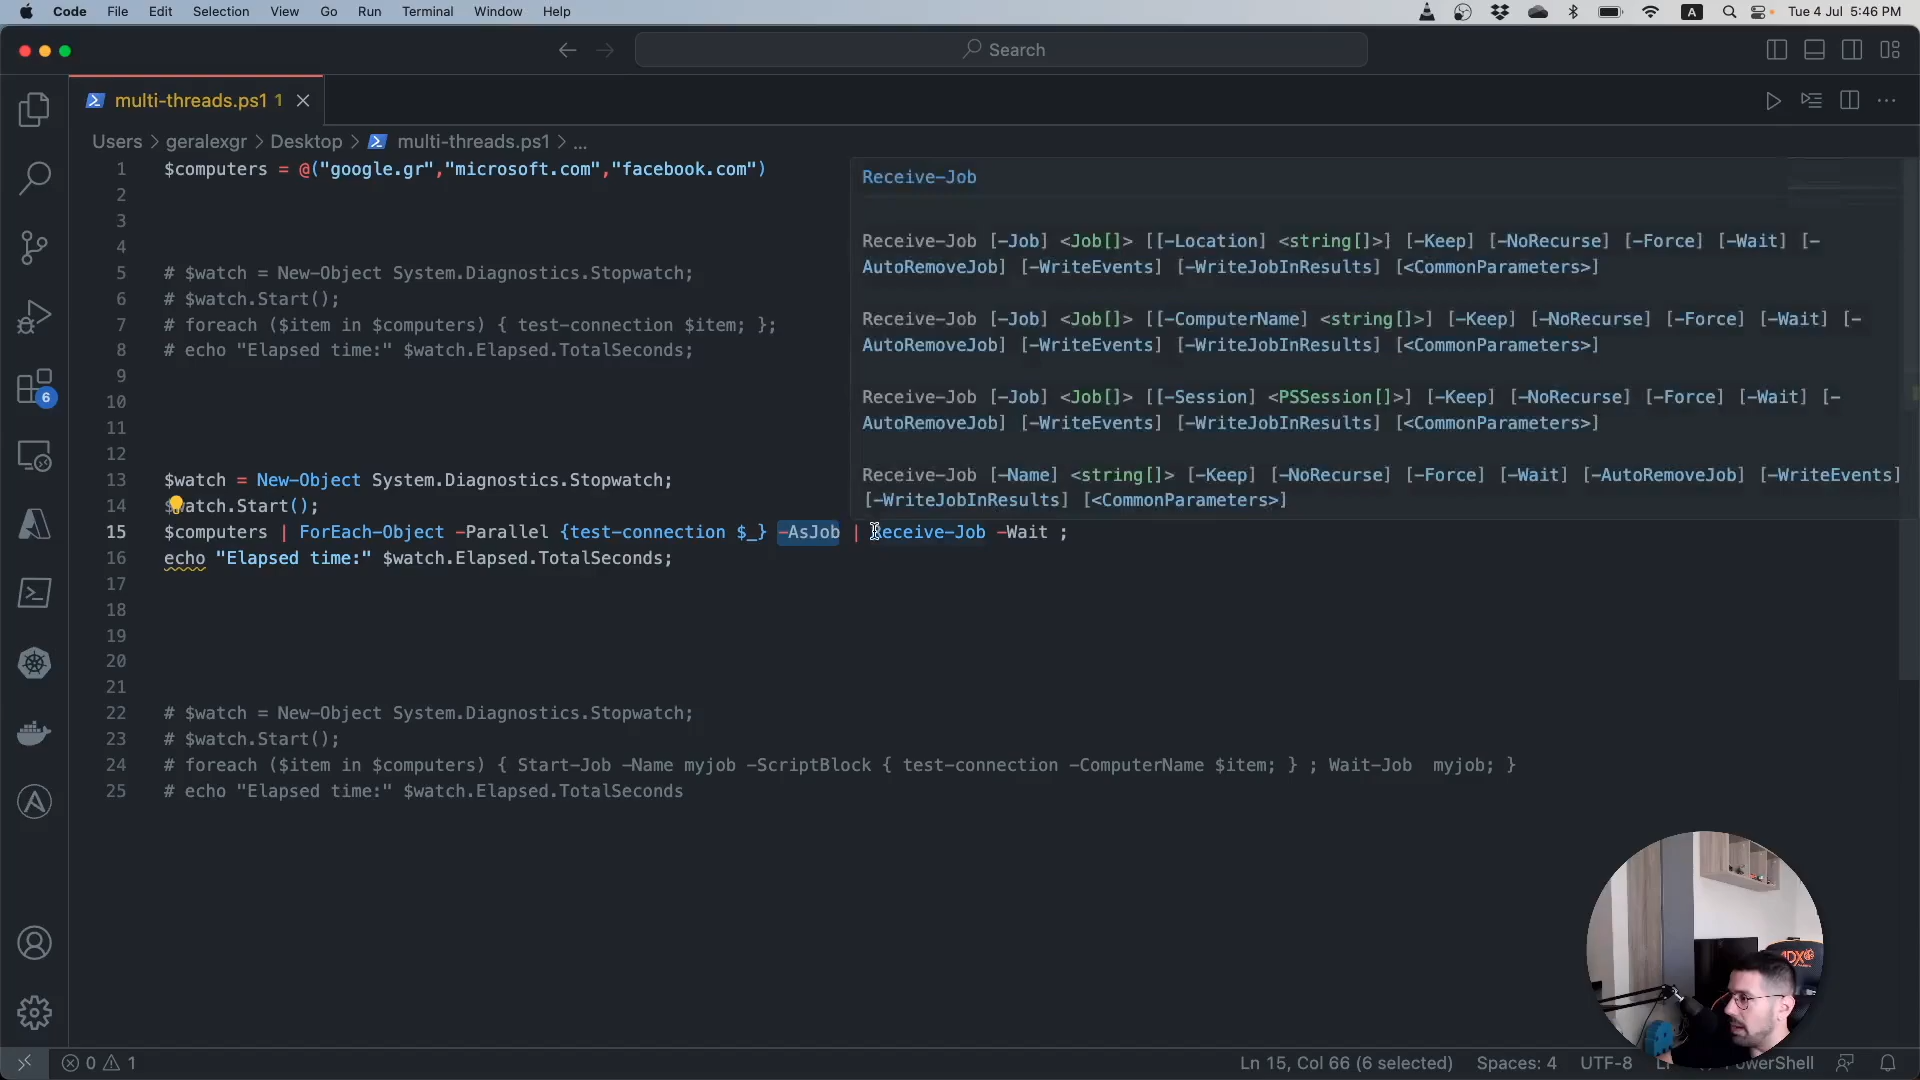 Code File Edit Selection View Go Run Terminal Window Help
A Tue 4 Jul 5:46 PM
Search
multi-threads.ps1 1
Users > geralexgr > Desktop > multi-threads.ps1 > ...
1 $computers = @("google.gr","microsoft.com","facebook.com")
2
3
4
5 # $watch = New-Object System.Diagnostics.Stopwatch;
6 # $watch.Start();
7 # foreach ($item in $computers) { test-connection $item; };
8 # echo "Elapsed time:" $watch.Elapsed.TotalSeconds;
9
10
11
12
13 $watch = New-Object System.Diagnostics.Stopwatch;
14 $watch.Start();
15 $computers | ForEach-Object -Parallel {test-connection $_} -AsJob | Receive-Job -Wait ;
16 echo "Elapsed time:" $watch.Elapsed.TotalSeconds;
17
18
19
20
21
22 # $watch = New-Object System.Diagnostics.Stopwatch;
23 # $watch.Start();
24 # foreach ($item in $computers) { Start-Job -Name myjob -ScriptBlock { test-connection -ComputerName $item; } ; Wait-Job  myjob; }
25 # echo "Elapsed time:" $watch.Elapsed.TotalSeconds
Receive-Job
Receive-Job [-Job] <Job[]> [[-Location] <string[]>] [-Keep] [-NoRecurse] [-Force] [-Wait] [-
AutoRemoveJob] [-WriteEvents] [-WriteJobInResults] [<CommonParameters>]
Receive-Job [-Job] <Job[]> [[-ComputerName] <string[]>] [-Keep] [-NoRecurse] [-Force] [-Wait] [-
AutoRemoveJob] [-WriteEvents] [-WriteJobInResults] [<CommonParameters>]
Receive-Job [-Job] <Job[]> [[-Session] <PSSession[]>] [-Keep] [-NoRecurse] [-Force] [-Wait] [-
AutoRemoveJob] [-WriteEvents] [-WriteJobInResults] [<CommonParameters>]
Receive-Job [-Name] <string[]> [-Keep] [-NoRecurse] [-Force] [-Wait] [-AutoRemoveJob] [-WriteEvents]
[-WriteJobInResults] [<CommonParameters>]
6
0 1
Ln 15, Col 66 (6 selected) Spaces: 4 UTF-8 PowerShell